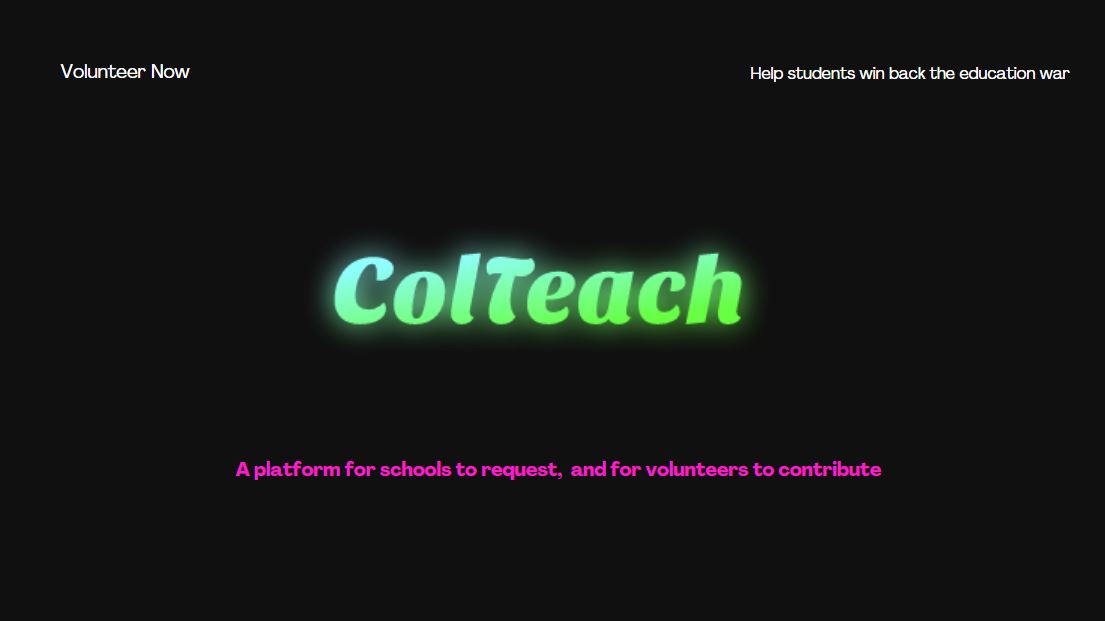 Volunteer Now
Help students win back the education war
ColTeach
A platform for schools to request, and for volunteers to contribute